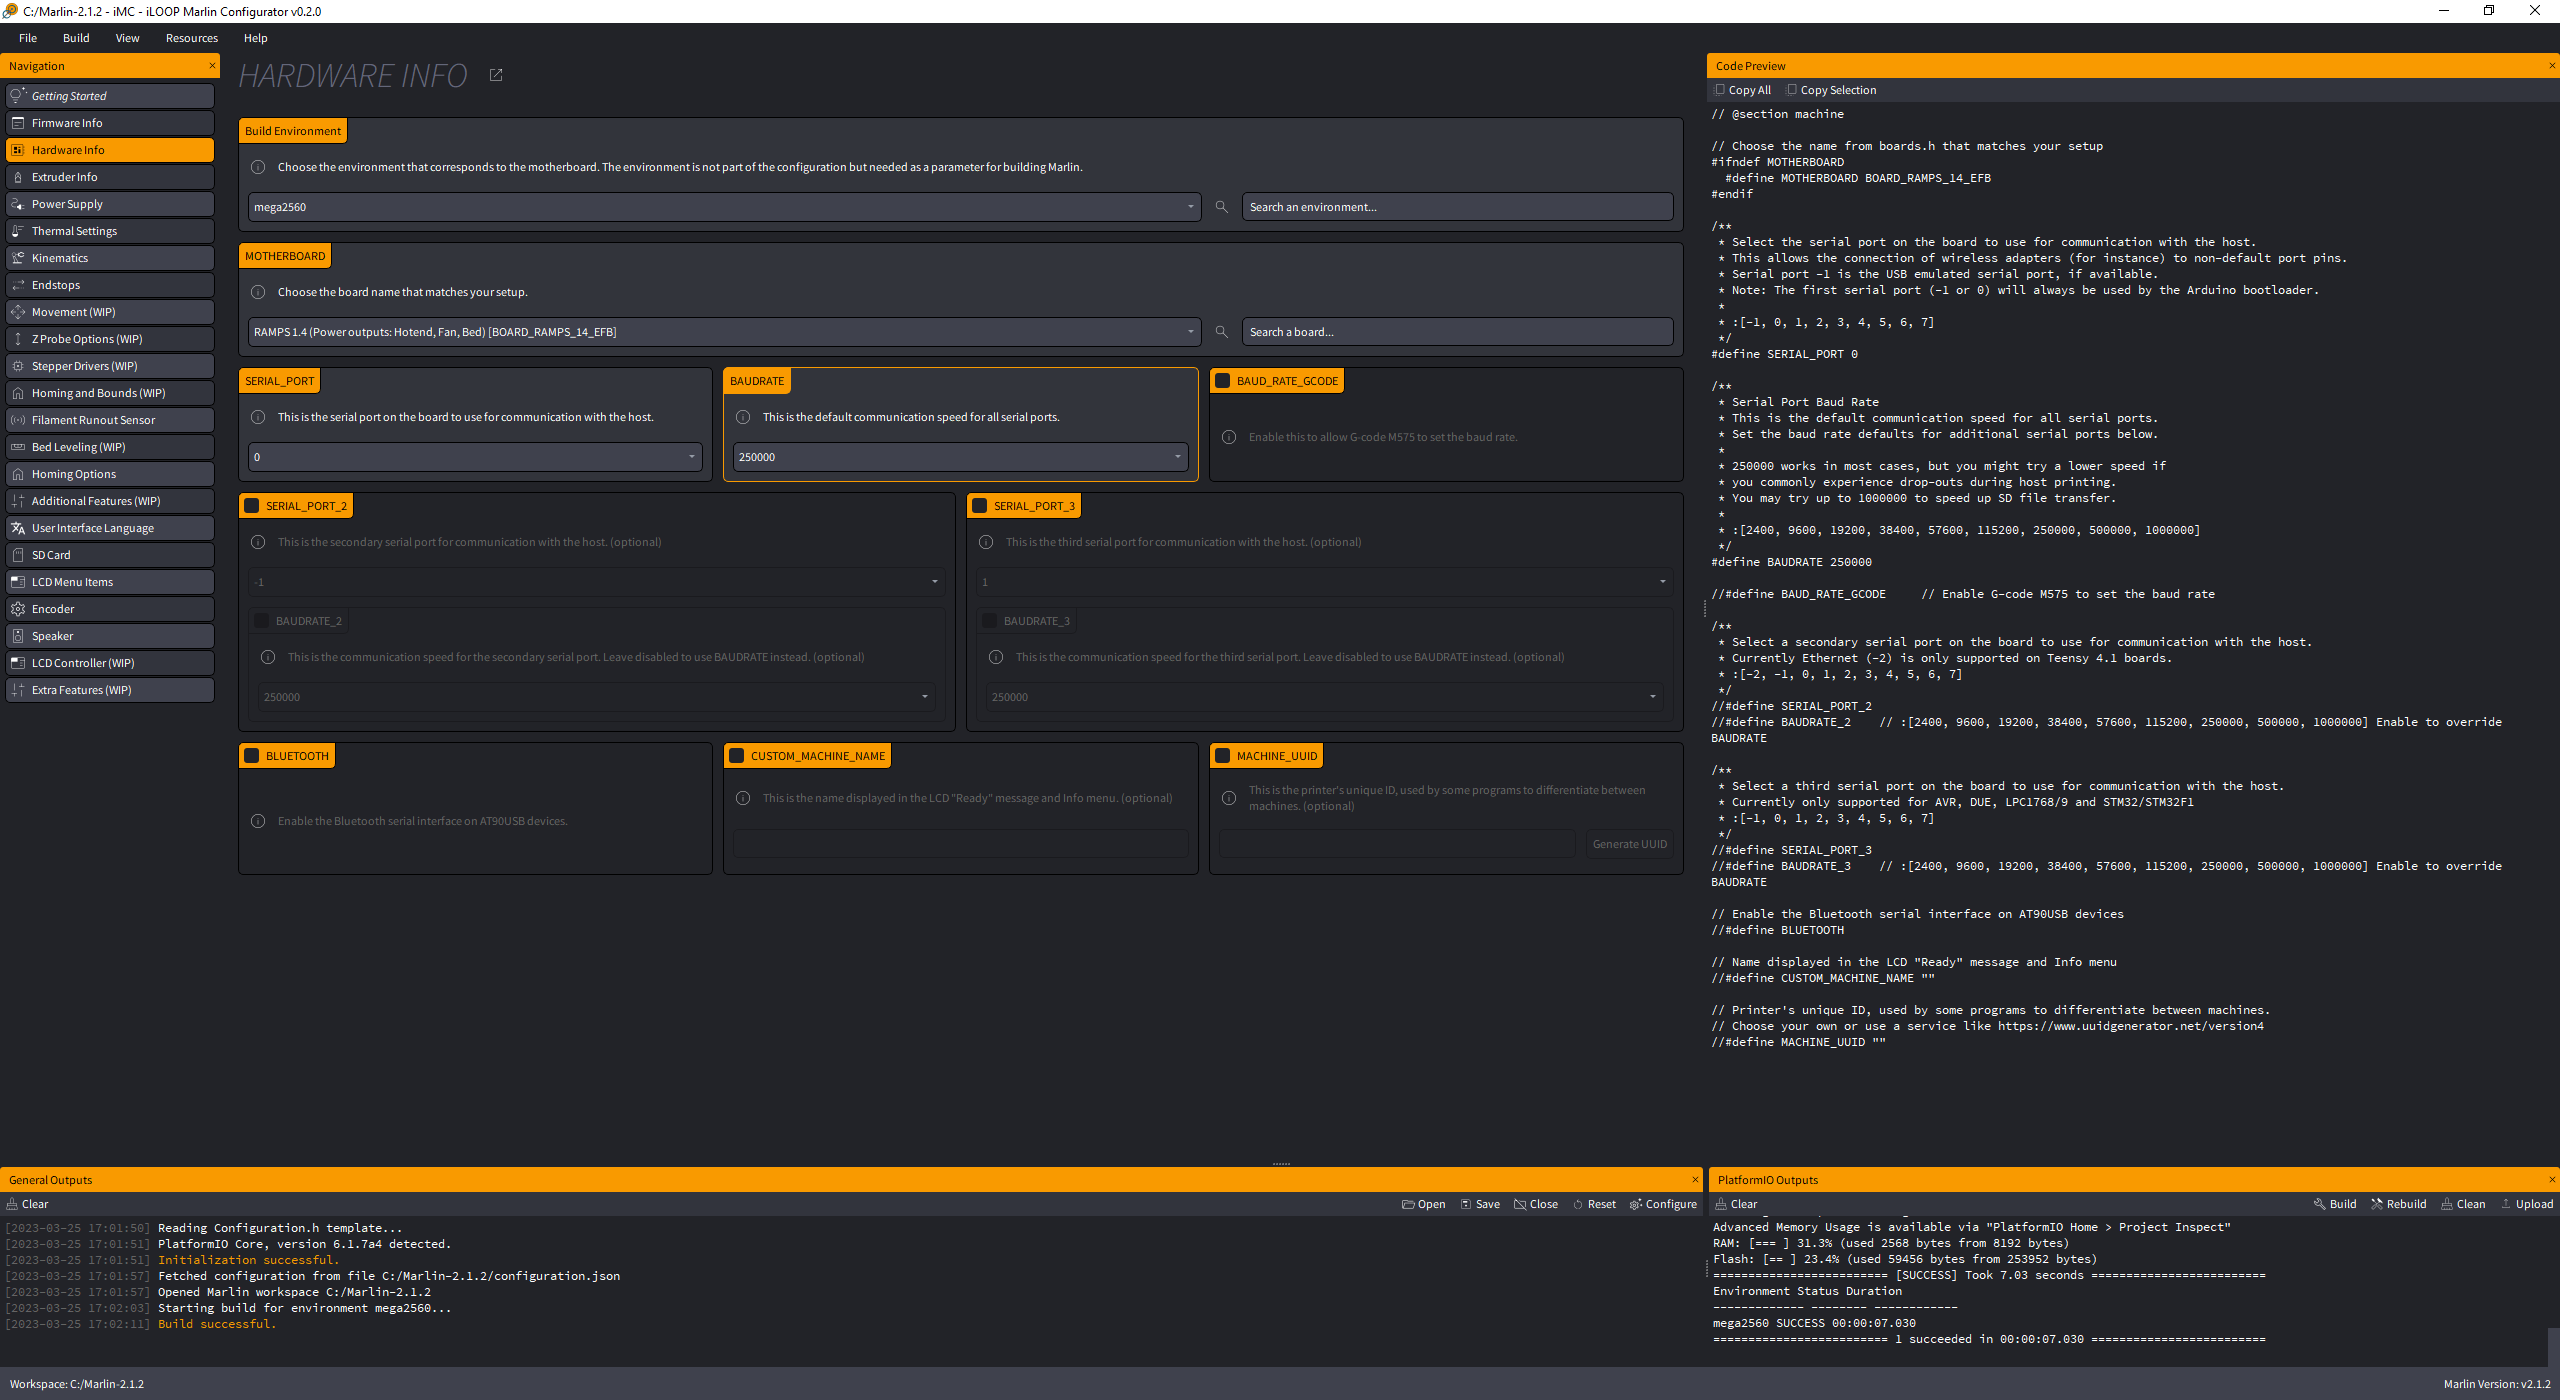 C:/Marlin-2.1.2 - iMC - iLOOP Marlin Configurator v0.2.0
File Build View Resources Help
Navigation
Getting Started
Firmware Info
Hardware Info
Extruder Info
Power Supply
Thermal Settings
Kinematics
Endstops
Movement (WIP)
Z Probe Options (WIP)
Stepper Drivers (WIP)
Homing and Bounds (WIP)
Filament Runout Sensor
Bed Leveling (WIP)
Homing Options
Additional Features (WIP)
User Interface Language
SD Card
LCD Menu Items
Encoder
Speaker
LCD Controller (WIP)
Extra Features (WIP)
HARDWARE INFO
Build Environment
Choose the environment that corresponds to the motherboard. The environment is not part of the configuration but needed as a parameter for building Marlin.
mega2560
Search an environment...
MOTHERBOARD
Choose the board name that matches your setup.
RAMPS 1.4 (Power outputs: Hotend, Fan, Bed) [BOARD_RAMPS_14_EFB]
Search a board...
SERIAL_PORT
This is the serial port on the board to use for communication with the host.
0
BAUDRATE
This is the default communication speed for all serial ports.
250000
BAUD_RATE_GCODE
Enable this to allow G-code M575 to set the baud rate.
SERIAL_PORT_2
This is the secondary serial port for communication with the host. (optional)
-1
BAUDRATE_2
This is the communication speed for the secondary serial port. Leave disabled to use BAUDRATE instead. (optional)
250000
SERIAL_PORT_3
This is the third serial port for communication with the host. (optional)
1
BAUDRATE_3
This is the communication speed for the third serial port. Leave disabled to use BAUDRATE instead. (optional)
250000
BLUETOOTH
Enable the Bluetooth serial interface on AT90USB devices.
CUSTOM_MACHINE_NAME
This is the name displayed in the LCD "Ready" message and Info menu. (optional)
MACHINE_UUID
This is the printer's unique ID, used by some programs to differentiate between
machines. (optional)
Generate UUID
Code Preview
Copy All Copy Selection
// @section machine
// Choose the name from boards.h that matches your setup
#ifndef MOTHERBOARD
#define MOTHERBOARD BOARD_RAMPS_14_EFB
#endif
/**
* Select the serial port on the board to use for communication with the host.
* This allows the connection of wireless adapters (for instance) to non-default port pins.
* Serial port -1 is the USB emulated serial port, if available.
* Note: The first serial port (-1 or 0) will always be used by the Arduino bootloader.
*
* :[-1, 0, 1, 2, 3, 4, 5, 6, 7]
*/
#define SERIAL_PORT 0
/**
* Serial Port Baud Rate
* This is the default communication speed for all serial ports.
* Set the baud rate defaults for additional serial ports below.
*
* 250000 works in most cases, but you might try a lower speed if
* you commonly experience drop-outs during host printing.
* You may try up to 1000000 to speed up SD file transfer.
*
* :[2400, 9600, 19200, 38400, 57600, 115200, 250000, 500000, 1000000]
*/
#define BAUDRATE 250000
//#define BAUD_RATE_GCODE // Enable G-code M575 to set the baud rate
/**
* Select a secondary serial port on the board to use for communication with the host.
* Currently Ethernet (-2) is only supported on Teensy 4.1 boards.
* :[-2, -1, 0, 1, 2, 3, 4, 5, 6, 7]
*/
//#define SERIAL_PORT_2
//#define BAUDRATE_2 // :[2400, 9600, 19200, 38400, 57600, 115200, 250000, 500000, 1000000] Enable to override
BAUDRATE
/**
* Select a third serial port on the board to use for communication with the host.
* Currently only supported for AVR, DUE, LPC1768/9 and STM32/STM32F1
* :[-1, 0, 1, 2, 3, 4, 5, 6, 7]
*/
//#define SERIAL_PORT_3
//#define BAUDRATE_3 // :[2400, 9600, 19200, 38400, 57600, 115200, 250000, 500000, 1000000] Enable to override
BAUDRATE
// Enable the Bluetooth serial interface on AT90USB devices
//#define BLUETOOTH
// Name displayed in the LCD "Ready" message and Info menu
//#define CUSTOM_MACHINE_NAME ""
// Printer's unique ID, used by some programs to differentiate between machines.
// Choose your own or use a service like https://www.uuidgenerator.net/version4
//#define MACHINE_UUID ""
General Outputs
Clear Open Save Close Reset Configure
[2023-03-25 17:01:50] Reading Configuration.h template...
[2023-03-25 17:01:51] PlatformIO Core, version 6.1.7a4 detected.
[2023-03-25 17:01:51] Initialization successful.
[2023-03-25 17:01:57] Fetched configuration from file C:/Marlin-2.1.2/configuration.json
[2023-03-25 17:01:57] Opened Marlin workspace C:/Marlin-2.1.2
[2023-03-25 17:02:03] Starting build for environment mega2560...
[2023-03-25 17:02:11] Build successful.
PlatformIO Outputs
Clear Build Rebuild Clean Upload
Advanced Memory Usage is available via "PlatformIO Home > Project Inspect"
RAM: [=== ] 31.3% (used 2568 bytes from 8192 bytes)
Flash: [== ] 23.4% (used 59456 bytes from 253952 bytes)
========================= [SUCCESS] Took 7.03 seconds =========================
Environment Status Duration
------------- -------- ------------
mega2560 SUCCESS 00:00:07.030
========================= 1 succeeded in 00:00:07.030 =========================
Workspace: C:/Marlin-2.1.2
Marlin Version: v2.1.2